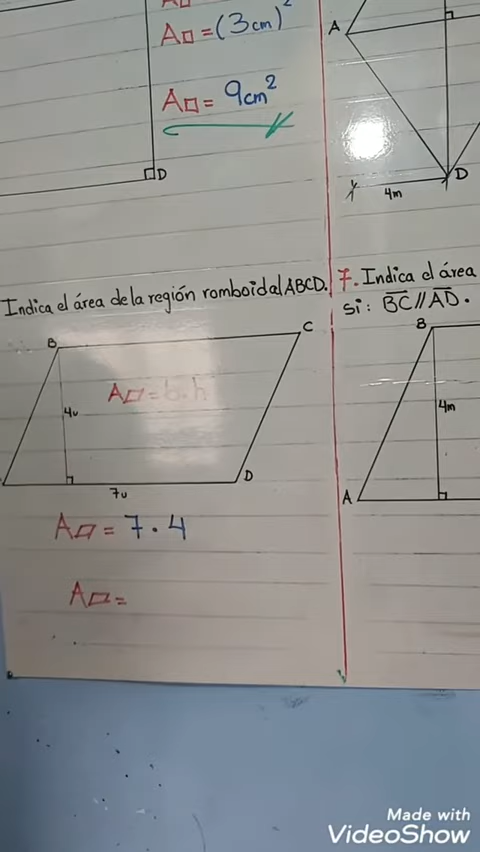 A▱ = (3cm)²
A▱ = 9cm²
D
A
D
4m
Indica el área de la región romboidal ABCD.
B
C
A▱ = b.h
4u
7u
D
A▱ = 7 · 4
A▱ =
7. Indica el área
si: BC // AD.
B
4m
A
Made with
VideoShow